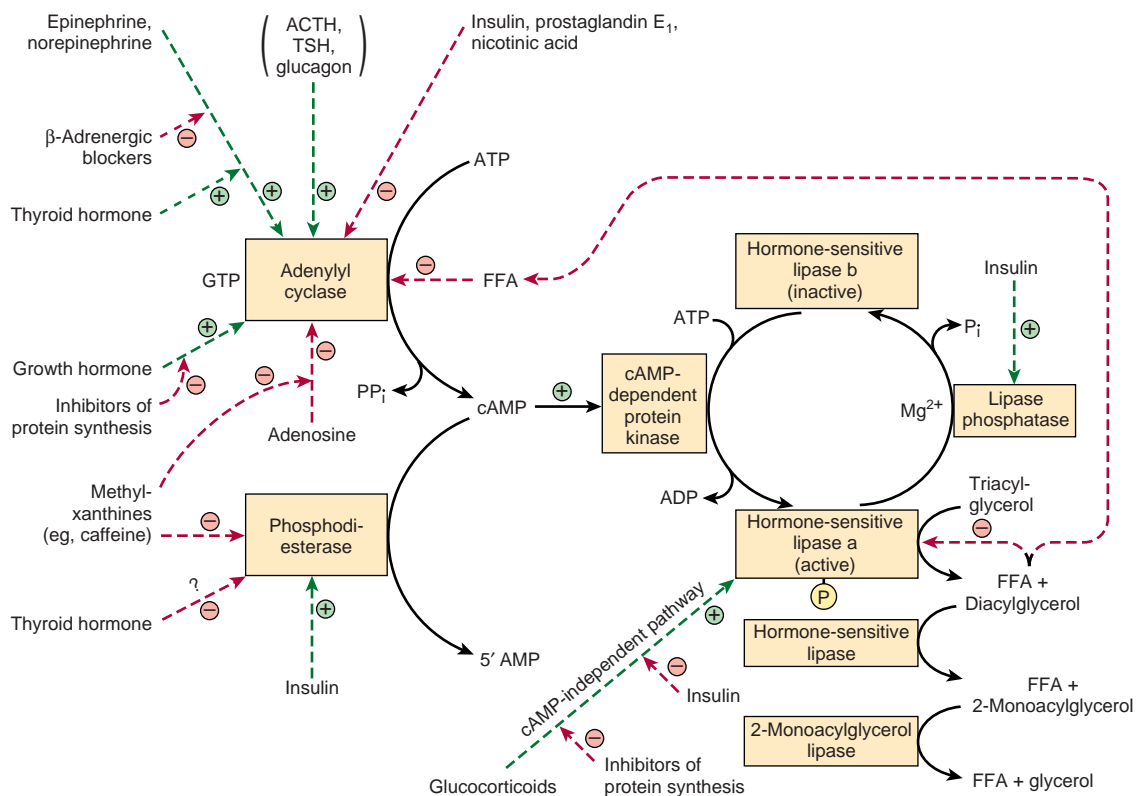 Epinephrine,
norepinephrine
(ACTH,
TSH,
glucagon)
Insulin, prostaglandin E₁,
nicotinic acid
β-Adrenergic
blockers
−
ATP
Thyroid hormone
+
+
+
−
GTP
Adenylyl
cyclase
−
FFA
Hormone-sensitive
lipase b
(inactive)
Insulin
+
ATP
Pᵢ
+
Growth hormone
−
−
−
Inhibitors of
protein synthesis
Adenosine
PPᵢ
cAMP
+
cAMP-
dependent
protein
kinase
Mg²⁺
Lipase
phosphatase
Methyl-
xanthines
(eg, caffeine)
−
Phosphodi-
esterase
ADP
Hormone-sensitive
lipase a
(active)
Triacyl-
glycerol
−
P
FFA +
Diacylglycerol
?
−
Thyroid hormone
+
Insulin
5′ AMP
cAMP-independent pathway
+
−
Insulin
−
Inhibitors of
protein synthesis
Glucocorticoids
Hormone-sensitive
lipase
FFA +
2-Monoacylglycerol
2-Monoacylglycerol
lipase
FFA + glycerol